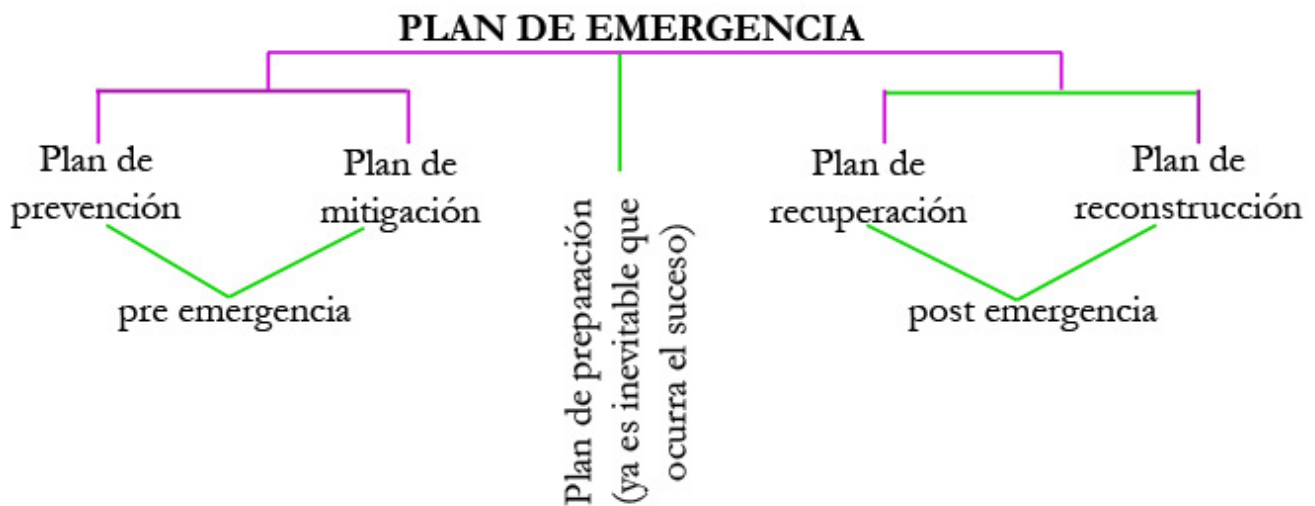 PLAN DE EMERGENCIA
Plan de
prevención
Plan de
mitigación
pre emergencia
Plan de preparación
(ya es inevitable que
ocurra el suceso)
Plan de
recuperación
Plan de
reconstrucción
post emergencia